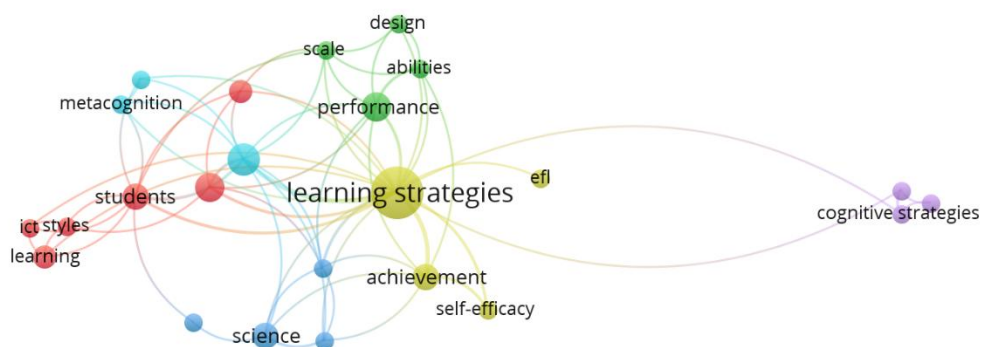 design
scale
abilities
metacognition
performance
learning strategies
efl
students
cognitive strategies
ict styles
learning
achievement
self-efficacy
science